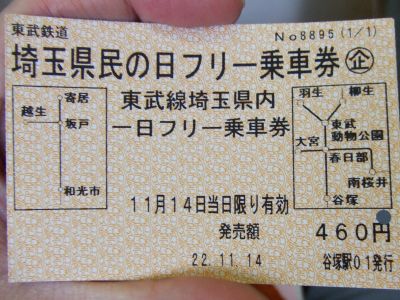 東武鉄道 No8895(1/1)
埼玉県民の日フリー乗車券 企
東武線埼玉県内
一日フリー乗車券
寄居
越生
坂戸
和光市
羽生 柳生
東武
動物公園
大宮
春日部
南桜井
谷塚
11月14日当日限り有効
発売額 460円
22.11.14 谷塚駅01発行